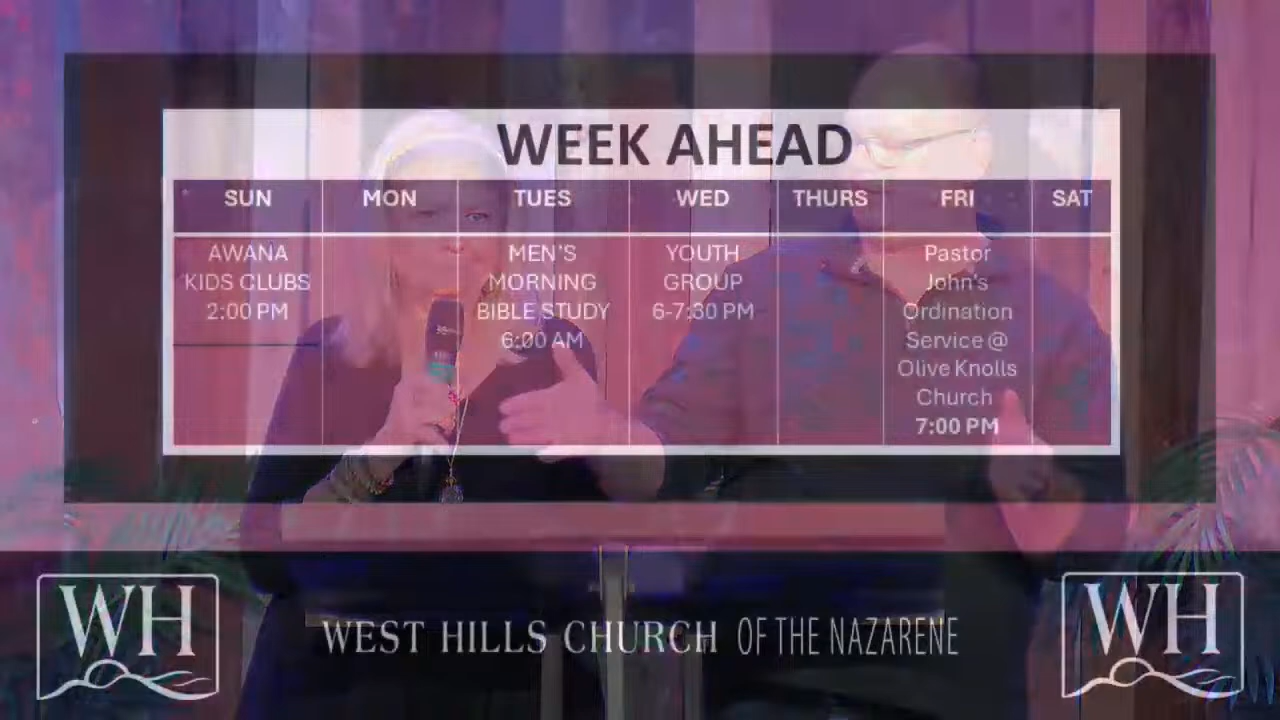 WEEK AHEAD
SUN MON TUES WED THURS FRI SAT
AWANA
KIDS CLUBS
2:00 PM
MEN'S
MORNING
BIBLE STUDY
6:00 AM
YOUTH
GROUP
6-7:30 PM
Pastor
John's
Ordination
Service @
Olive Knolls
Church
7:00 PM
WH
WEST HILLS CHURCH OF THE NAZARENE
WH